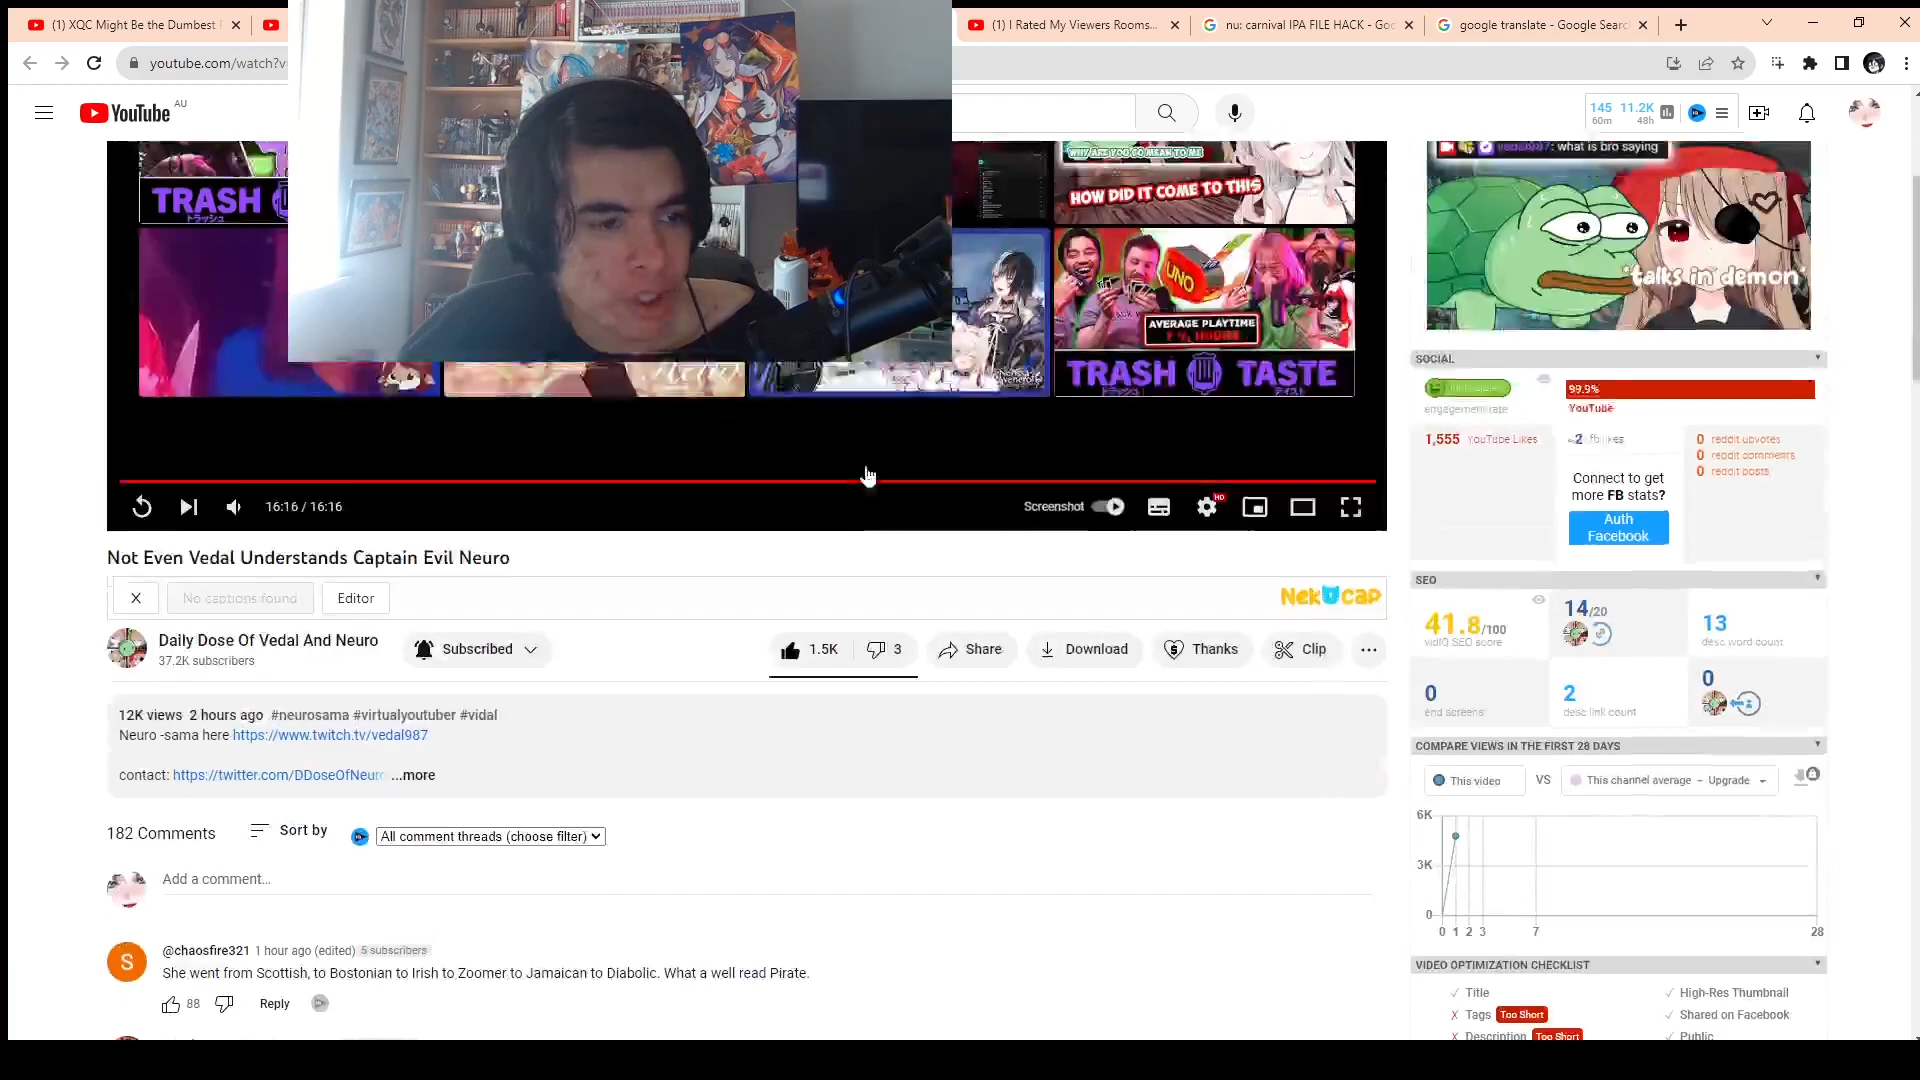 (1) XQC Might Be the Dumbest
(1) I Rated My Viewers Rooms...
nu: carnival IPA FILE HACK - Goo
google translate - Google Searc
youtube.com/watch?v
YouTube AU
145 60m
11.2K 48h
TRASH
トラッシュ
WHY ARE YOU SO MEAN TO ME
HOW DID IT COME TO THIS
UNO
AVERAGE PLAYTIME
TRASH TASTE
what is bro saying
*talks in demon*
16:16 / 16:16
Screenshot
HD
Not Even Vedal Understands Captain Evil Neuro
X
No captions found
Editor
NekoCap
Daily Dose Of Vedal And Neuro
37.2K subscribers
Subscribed
1.5K
3
Share
Download
Thanks
Clip
12K views 2 hours ago #neurosama #virtualyoutuber #vidal
Neuro -sama here https://www.twitch.tv/vedal987
contact: https://twitter.com/DDoseOfNeuro ...more
182 Comments
Sort by
All comment threads (choose filter)
Add a comment...
@chaosfire321 1 hour ago (edited) 5 subscribers
She went from Scottish, to Bostonian to Irish to Zoomer to Jamaican to Diabolic. What a well read Pirate.
88
Reply
S
SOCIAL
engagement rate
99.9%
YouTube
1,555 YouTube Likes
-2 fb likes
0 reddit upvotes
0 reddit comments
0 reddit posts
Connect to get
more FB stats?
Auth
Facebook
SEO
41.8/100
vidIQ SEO score
14/20
13
desc word count
0
end screens
2
desc link count
0
COMPARE VIEWS IN THE FIRST 28 DAYS
This video
VS
This channel average - Upgrade
6K
3K
0
0 1 2 3 7 28
VIDEO OPTIMIZATION CHECKLIST
Title
High-Res Thumbnail
Tags Too Short
Shared on Facebook
Description Too Short
Public